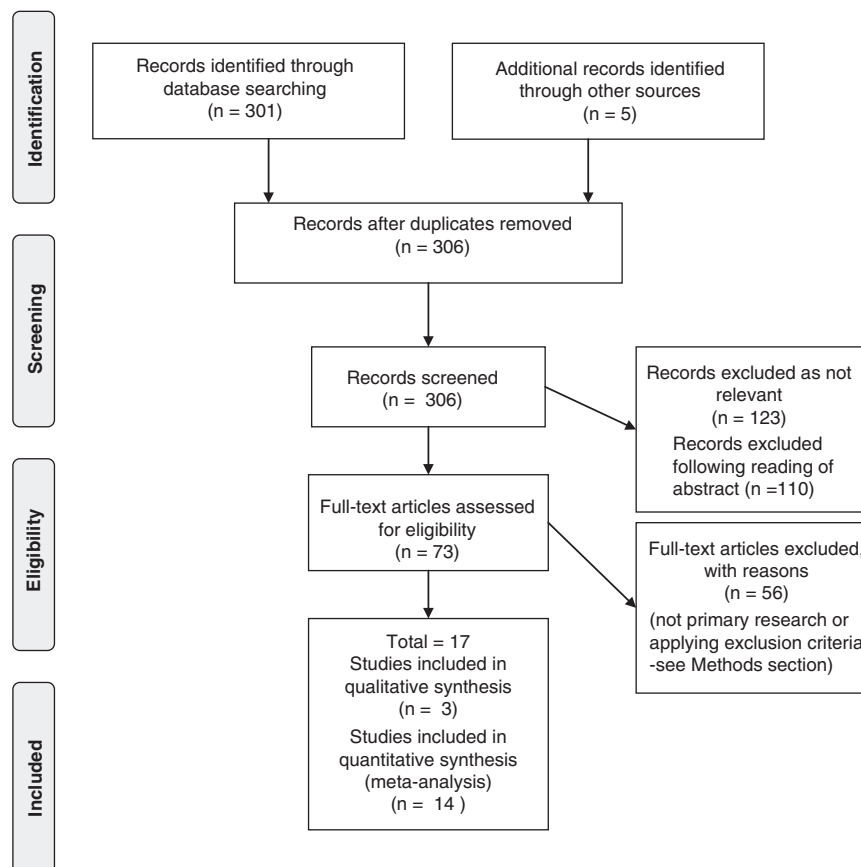 Identification
Records identified through
database searching
(n = 301)
Additional records identified
through other sources
(n = 5)
Records after duplicates removed
(n = 306)
Screening
Records screened
(n = 306)
Records excluded as not
relevant
(n = 123)
Records excluded
following reading of
abstract (n =110)
Eligibility
Full-text articles assessed
for eligibility
(n = 73)
Full-text articles excluded,
with reasons
(n = 56)
(not primary research or
applying exclusion criteria
-see Methods section)
Included
Total = 17
Studies included in
qualitative synthesis
(n = 3)
Studies included in
quantitative synthesis
(meta-analysis)
(n = 14 )